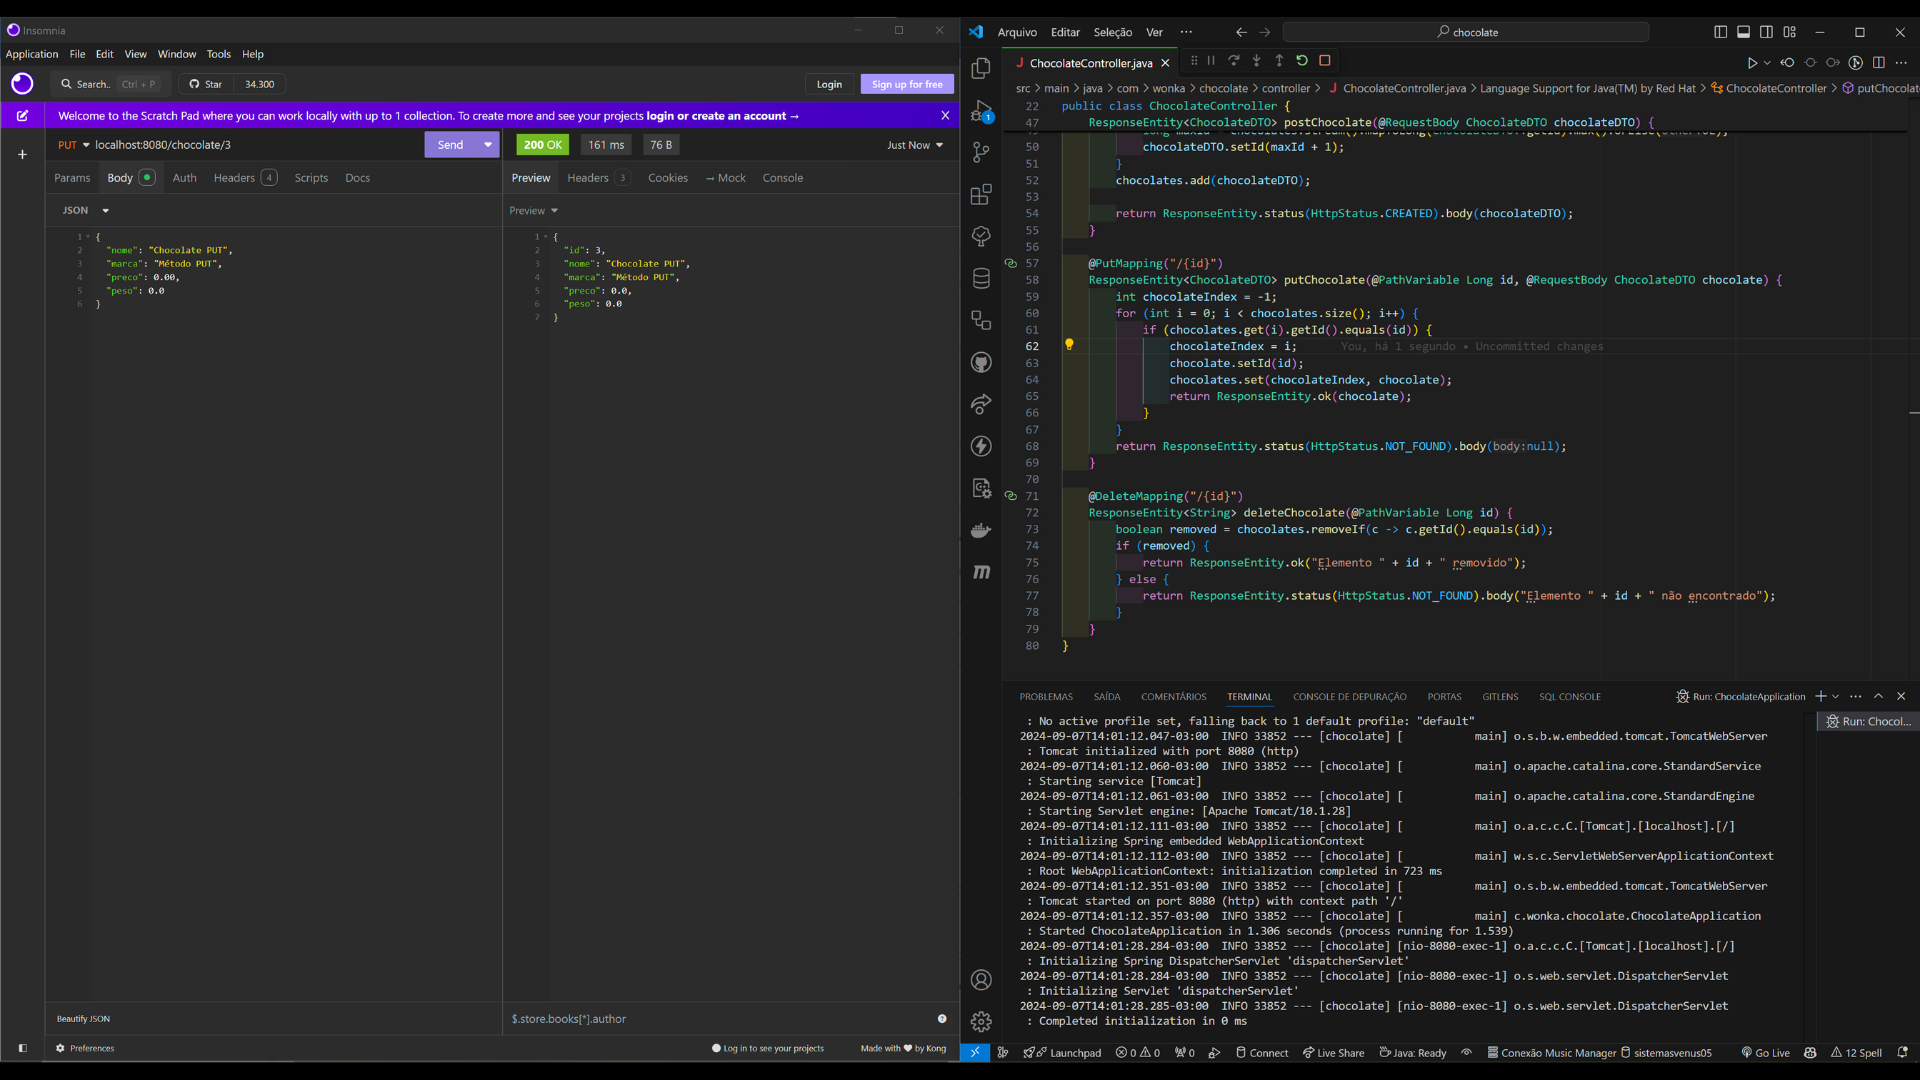 Insomnia
Application File Edit View Window Tools Help
Search.. Ctrl + P Star 34.300 Login Sign up for free
Welcome to the Scratch Pad where you can work locally with up to 1 collection. To create more and see your projects login or create an account →
PUT localhost:8080/chocolate/3 Send 200 OK 161 ms 76 B Just Now
Params Body Auth Headers 4 Scripts Docs
Preview Headers 3 Cookies → Mock Console
JSON
Preview
1 {
2 "nome": "Chocolate PUT",
3 "marca": "Método PUT",
4 "preco": 0.00,
5 "peso": 0.0
6 }
1 {
2 "id": 3,
3 "nome": "Chocolate PUT",
4 "marca": "Método PUT",
5 "preco": 0.0,
6 "peso": 0.0
7 }
Beautify JSON
$.store.books[*].author
Preferences
Log in to see your projects Made with ❤ by Kong
Arquivo Editar Seleção Ver ··· chocolate
ChocolateController.java
src > main > java > com > wonka > chocolate > controller > ChocolateController.java > Language Support for Java(TM) by Red Hat > ChocolateController > putChocolat
22 public class ChocolateController {
47 ResponseEntity<ChocolateDTO> postChocolate(@RequestBody ChocolateDTO chocolateDTO) {
50 chocolateDTO.setId(maxId + 1);
51 }
52 chocolates.add(chocolateDTO);
53
54 return ResponseEntity.status(HttpStatus.CREATED).body(chocolateDTO);
55 }
56
57 @PutMapping("/{id}")
58 ResponseEntity<ChocolateDTO> putChocolate(@PathVariable Long id, @RequestBody ChocolateDTO chocolate) {
59 int chocolateIndex = -1;
60 for (int i = 0; i < chocolates.size(); i++) {
61 if (chocolates.get(i).getId().equals(id)) {
62 chocolateIndex = i; You, há 1 segundo • Uncommitted changes
63 chocolate.setId(id);
64 chocolates.set(chocolateIndex, chocolate);
65 return ResponseEntity.ok(chocolate);
66 }
67 }
68 return ResponseEntity.status(HttpStatus.NOT_FOUND).body(body:null);
69 }
70
71 @DeleteMapping("/{id}")
72 ResponseEntity<String> deleteChocolate(@PathVariable Long id) {
73 boolean removed = chocolates.removeIf(c -> c.getId().equals(id));
74 if (removed) {
75 return ResponseEntity.ok("Elemento " + id + " removido");
76 } else {
77 return ResponseEntity.status(HttpStatus.NOT_FOUND).body("Elemento " + id + " não encontrado");
78 }
79 }
80 }
PROBLEMAS SAÍDA COMENTÁRIOS TERMINAL CONSOLE DE DEPURAÇÃO PORTAS GITLENS SQL CONSOLE Run: ChocolateApplication
Run: Chocol...
: No active profile set, falling back to 1 default profile: "default"
2024-09-07T14:01:12.047-03:00 INFO 33852 --- [chocolate] [ main] o.s.b.w.embedded.tomcat.TomcatWebServer
: Tomcat initialized with port 8080 (http)
2024-09-07T14:01:12.060-03:00 INFO 33852 --- [chocolate] [ main] o.apache.catalina.core.StandardService
: Starting service [Tomcat]
2024-09-07T14:01:12.061-03:00 INFO 33852 --- [chocolate] [ main] o.apache.catalina.core.StandardEngine
: Starting Servlet engine: [Apache Tomcat/10.1.28]
2024-09-07T14:01:12.111-03:00 INFO 33852 --- [chocolate] [ main] o.a.c.c.C.[Tomcat].[localhost].[/]
: Initializing Spring embedded WebApplicationContext
2024-09-07T14:01:12.112-03:00 INFO 33852 --- [chocolate] [ main] w.s.c.ServletWebServerApplicationContext
: Root WebApplicationContext: initialization completed in 723 ms
2024-09-07T14:01:12.351-03:00 INFO 33852 --- [chocolate] [ main] o.s.b.w.embedded.tomcat.TomcatWebServer
: Tomcat started on port 8080 (http) with context path '/'
2024-09-07T14:01:12.357-03:00 INFO 33852 --- [chocolate] [ main] c.wonka.chocolate.ChocolateApplication
: Started ChocolateApplication in 1.306 seconds (process running for 1.539)
2024-09-07T14:01:28.284-03:00 INFO 33852 --- [chocolate] [nio-8080-exec-1] o.a.c.c.C.[Tomcat].[localhost].[/]
: Initializing Spring DispatcherServlet 'dispatcherServlet'
2024-09-07T14:01:28.284-03:00 INFO 33852 --- [chocolate] [nio-8080-exec-1] o.s.web.servlet.DispatcherServlet
: Initializing Servlet 'dispatcherServlet'
2024-09-07T14:01:28.285-03:00 INFO 33852 --- [chocolate] [nio-8080-exec-1] o.s.web.servlet.DispatcherServlet
: Completed initialization in 0 ms
Launchpad 0 0 0 Connect Live Share Java: Ready Conexão Music Manager sistemasvenus05 Go Live 12 Spell